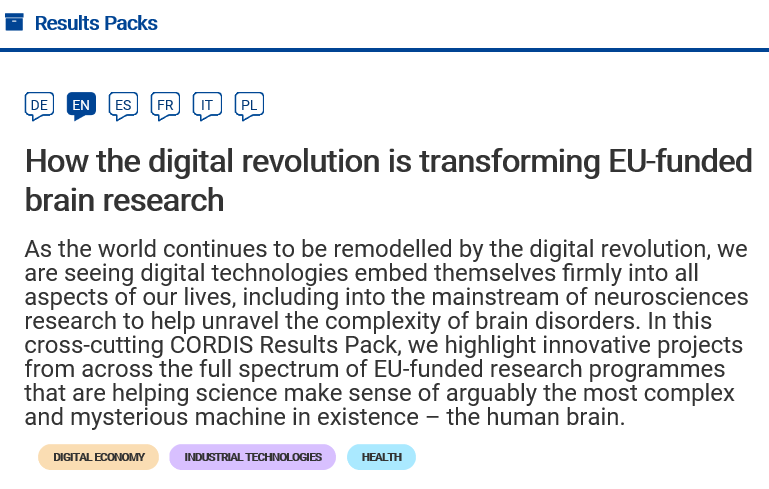 Results Packs
DE EN ES FR IT PL
How the digital revolution is transforming EU-funded
brain research
As the world continues to be remodelled by the digital revolution, we
are seeing digital technologies embed themselves firmly into all
aspects of our lives, including into the mainstream of neurosciences
research to help unravel the complexity of brain disorders. In this
cross-cutting CORDIS Results Pack, we highlight innovative projects
from across the full spectrum of EU-funded research programmes
that are helping science make sense of arguably the most complex
and mysterious machine in existence – the human brain.
DIGITAL ECONOMY INDUSTRIAL TECHNOLOGIES HEALTH